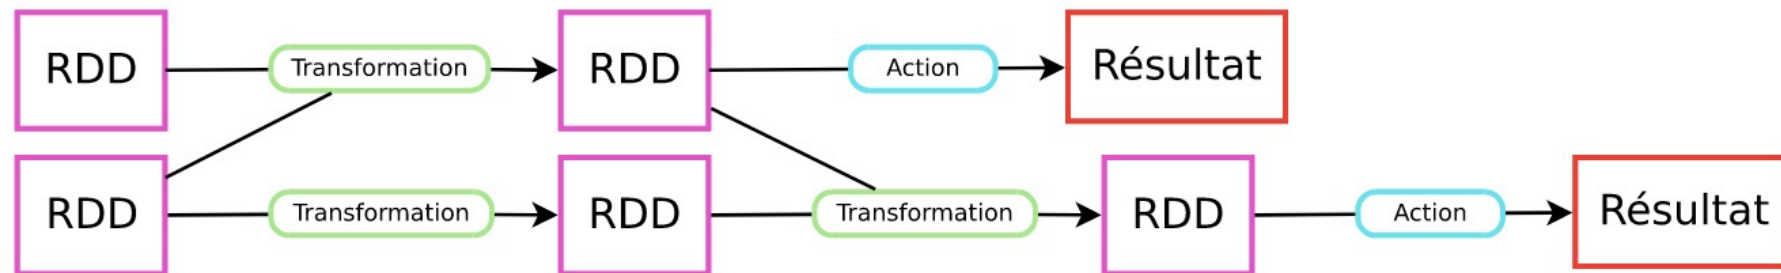 RDD Transformation RDD Action Résultat
RDD Transformation RDD Transformation RDD Action Résultat